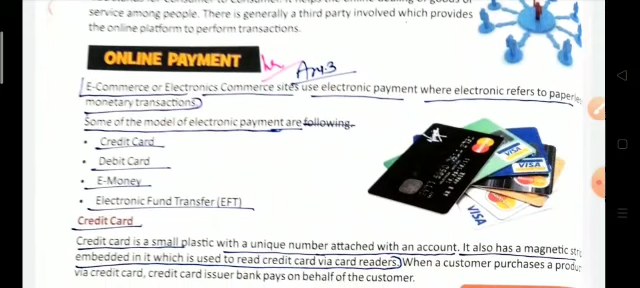 service among people. There is generally a third party involved which provides
the online platform to perform transactions.
ONLINE PAYMENT
Ans.3
E-Commerce or Electronics Commerce sites use electronic payment where electronic refers to
monetary transactions.
Some of the model of electronic payment are following.
• Credit Card
• Debit Card
• E-Money
• Electronic Fund Transfer (EFT)
VISA
VISA
VISA
Credit Card
Credit card is a small plastic with a unique number attached with an account. It also has a magnetic
embedded in it which is used to read credit card via card readers. When a customer purchases a
via credit card, credit card issuer bank pays on behalf of the customer.